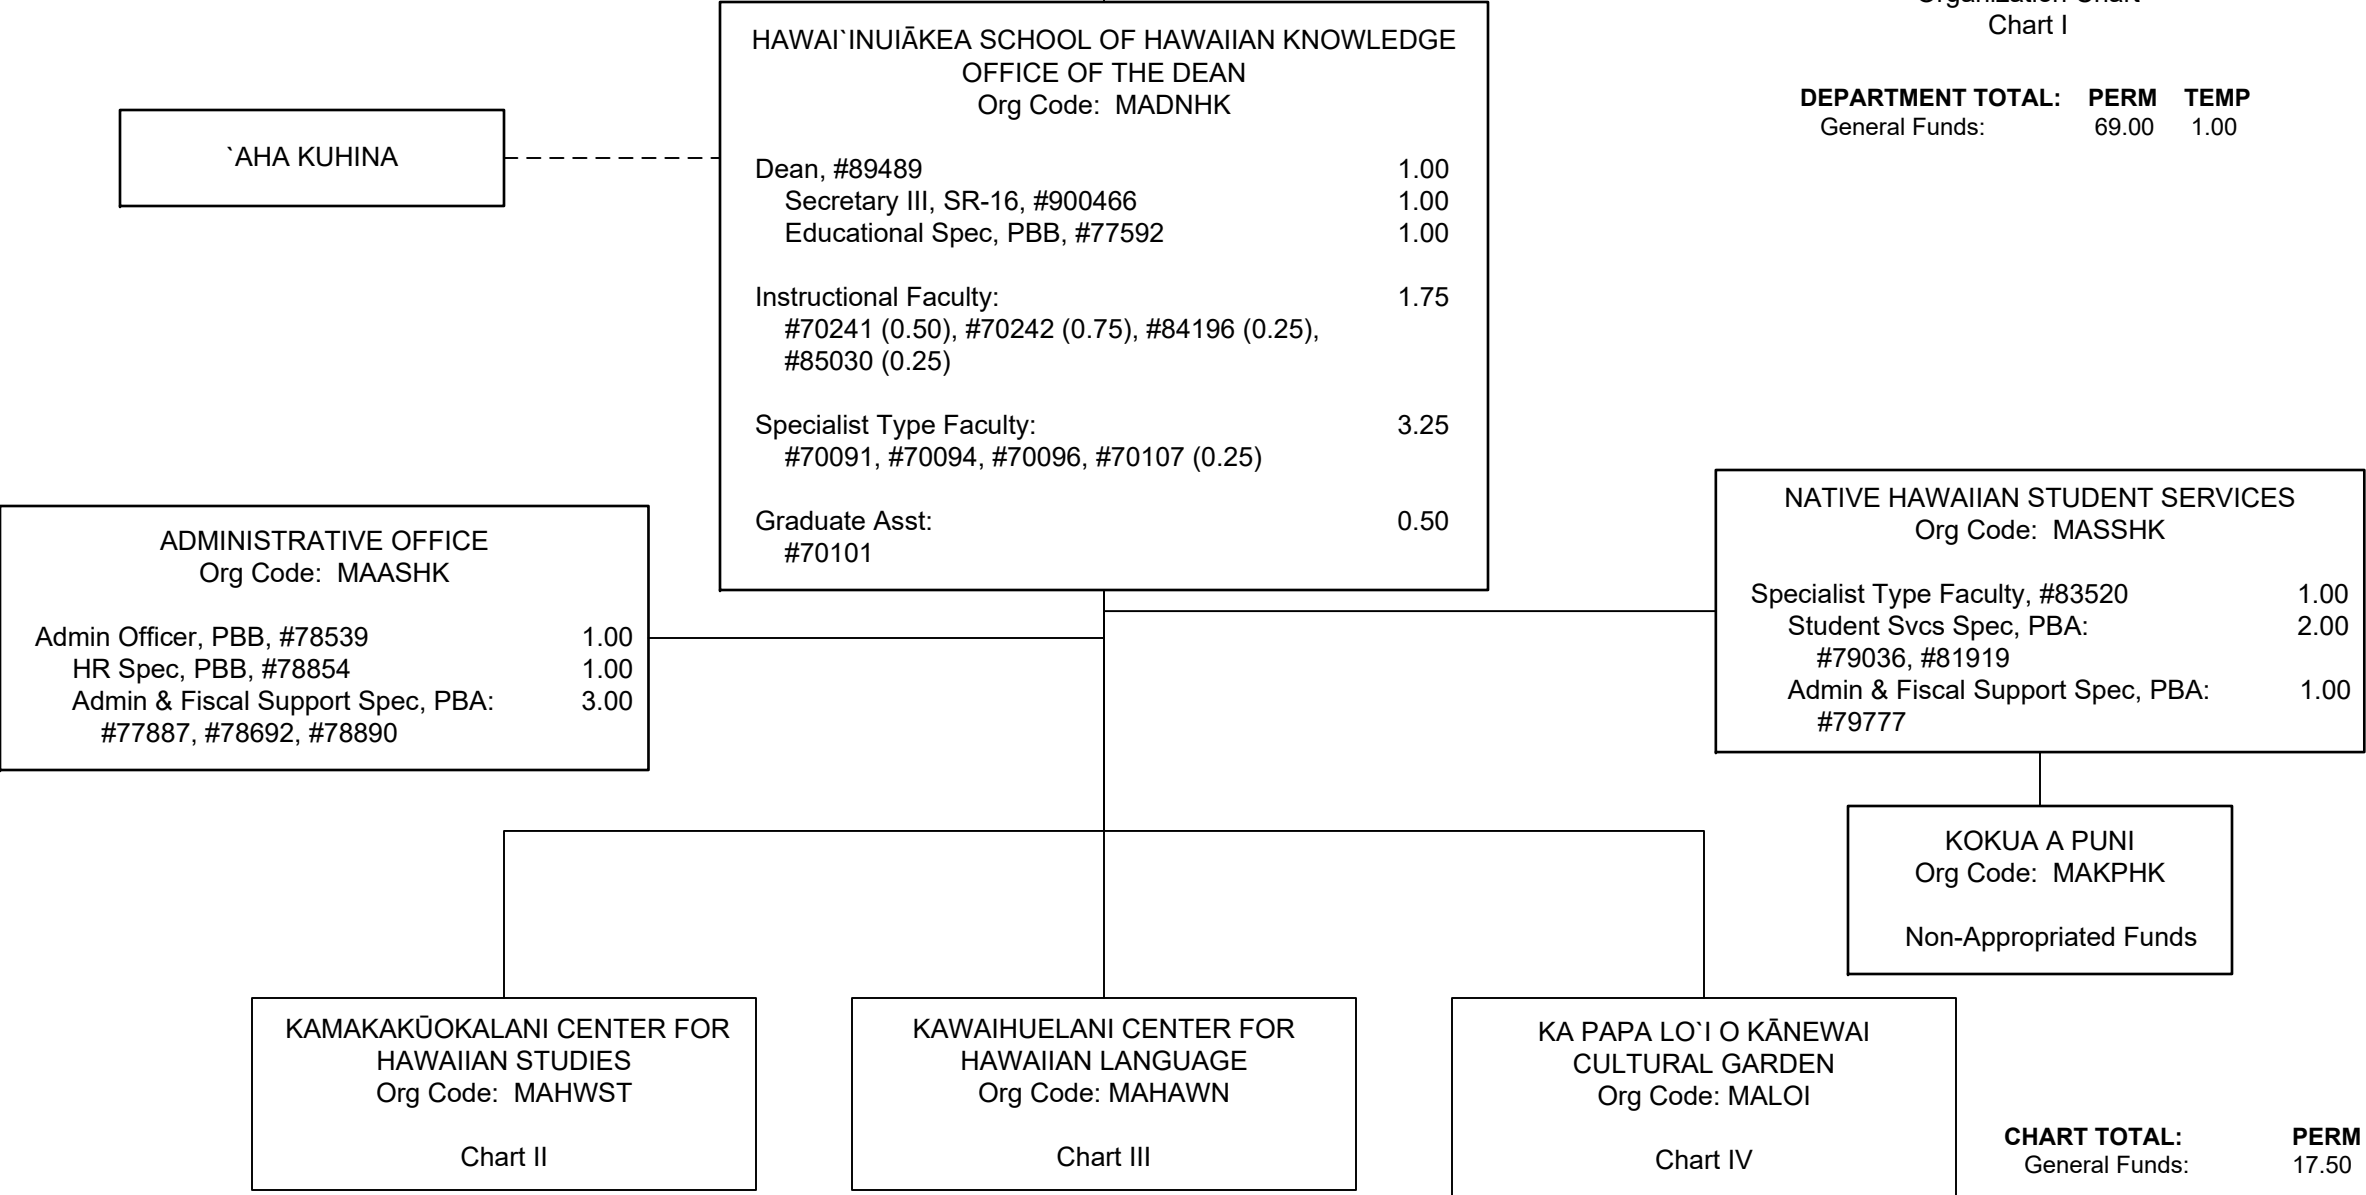 Organization Chart
Chart I
DEPARTMENT TOTAL: PERM TEMP
General Funds: 69.00 1.00
HAWAI`INUIĀKEA SCHOOL OF HAWAIIAN KNOWLEDGE
OFFICE OF THE DEAN
Org Code: MADNHK
Dean, #89489 1.00
Secretary III, SR-16, #900466 1.00
Educational Spec, PBB, #77592 1.00
Instructional Faculty: 1.75
#70241 (0.50), #70242 (0.75), #84196 (0.25),
#85030 (0.25)
Specialist Type Faculty: 3.25
#70091, #70094, #70096, #70107 (0.25)
Graduate Asst: 0.50
#70101
`AHA KUHINA
ADMINISTRATIVE OFFICE
Org Code: MAASHK
Admin Officer, PBB, #78539 1.00
HR Spec, PBB, #78854 1.00
Admin & Fiscal Support Spec, PBA: 3.00
#77887, #78692, #78890
NATIVE HAWAIIAN STUDENT SERVICES
Org Code: MASSHK
Specialist Type Faculty, #83520 1.00
Student Svcs Spec, PBA: 2.00
#79036, #81919
Admin & Fiscal Support Spec, PBA: 1.00
#79777
KOKUA A PUNI
Org Code: MAKPHK
Non-Appropriated Funds
KAMAKAKŪOKALANI CENTER FOR
HAWAIIAN STUDIES
Org Code: MAHWST
Chart II
KAWAIHUELANI CENTER FOR
HAWAIIAN LANGUAGE
Org Code: MAHAWN
Chart III
KA PAPA LO`I O KĀNEWAI
CULTURAL GARDEN
Org Code: MALOI
Chart IV
CHART TOTAL: PERM
General Funds: 17.50